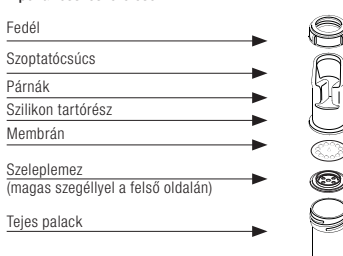 Fedél
Szoptatócsúcs
Párnák
Szilikon tartórész
Membrán
Szeleplemez
(magas szegéllyel a felső oldalán)
Tejes palack